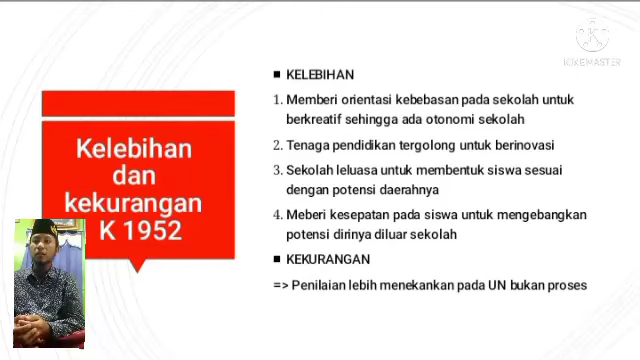 KINEMASTER
Kelebihan
dan
kekurangan
K 1952
■ KELEBIHAN
1. Memberi orientasi kebebasan pada sekolah untuk
berkreatif sehingga ada otonomi sekolah
2. Tenaga pendidikan tergolong untuk berinovasi
3. Sekolah leluasa untuk membentuk siswa sesuai
dengan potensi daerahnya
4. Meberi kesepatan pada siswa untuk mengebangkan
potensi dirinya diluar sekolah
■ KEKURANGAN
=> Penilaian lebih menekankan pada UN bukan proses